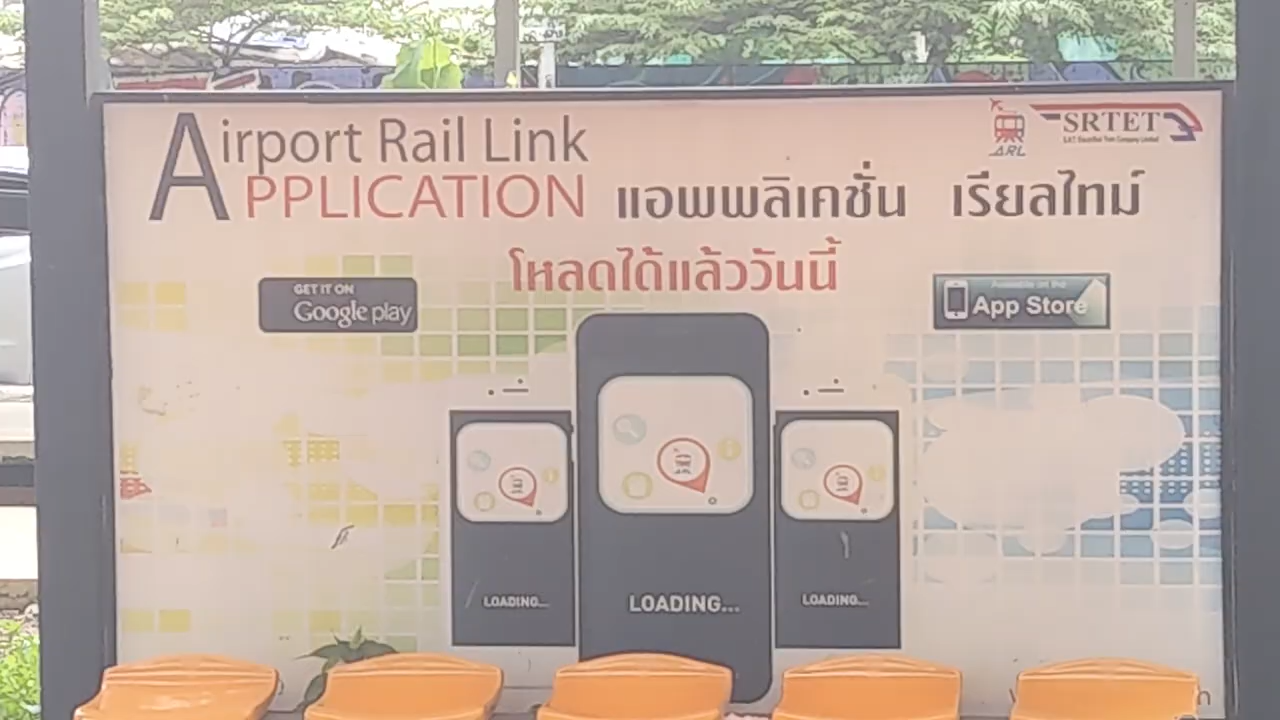 Airport Rail Link
APPLICATION แอพพลิเคชั่น เรียลไทม์
ARL
SRTET
โหลดได้แล้ววันนี้
GET IT ON
Google play
Available on the
App Store
ARL
LOADING...
LOADING...
LOADING...